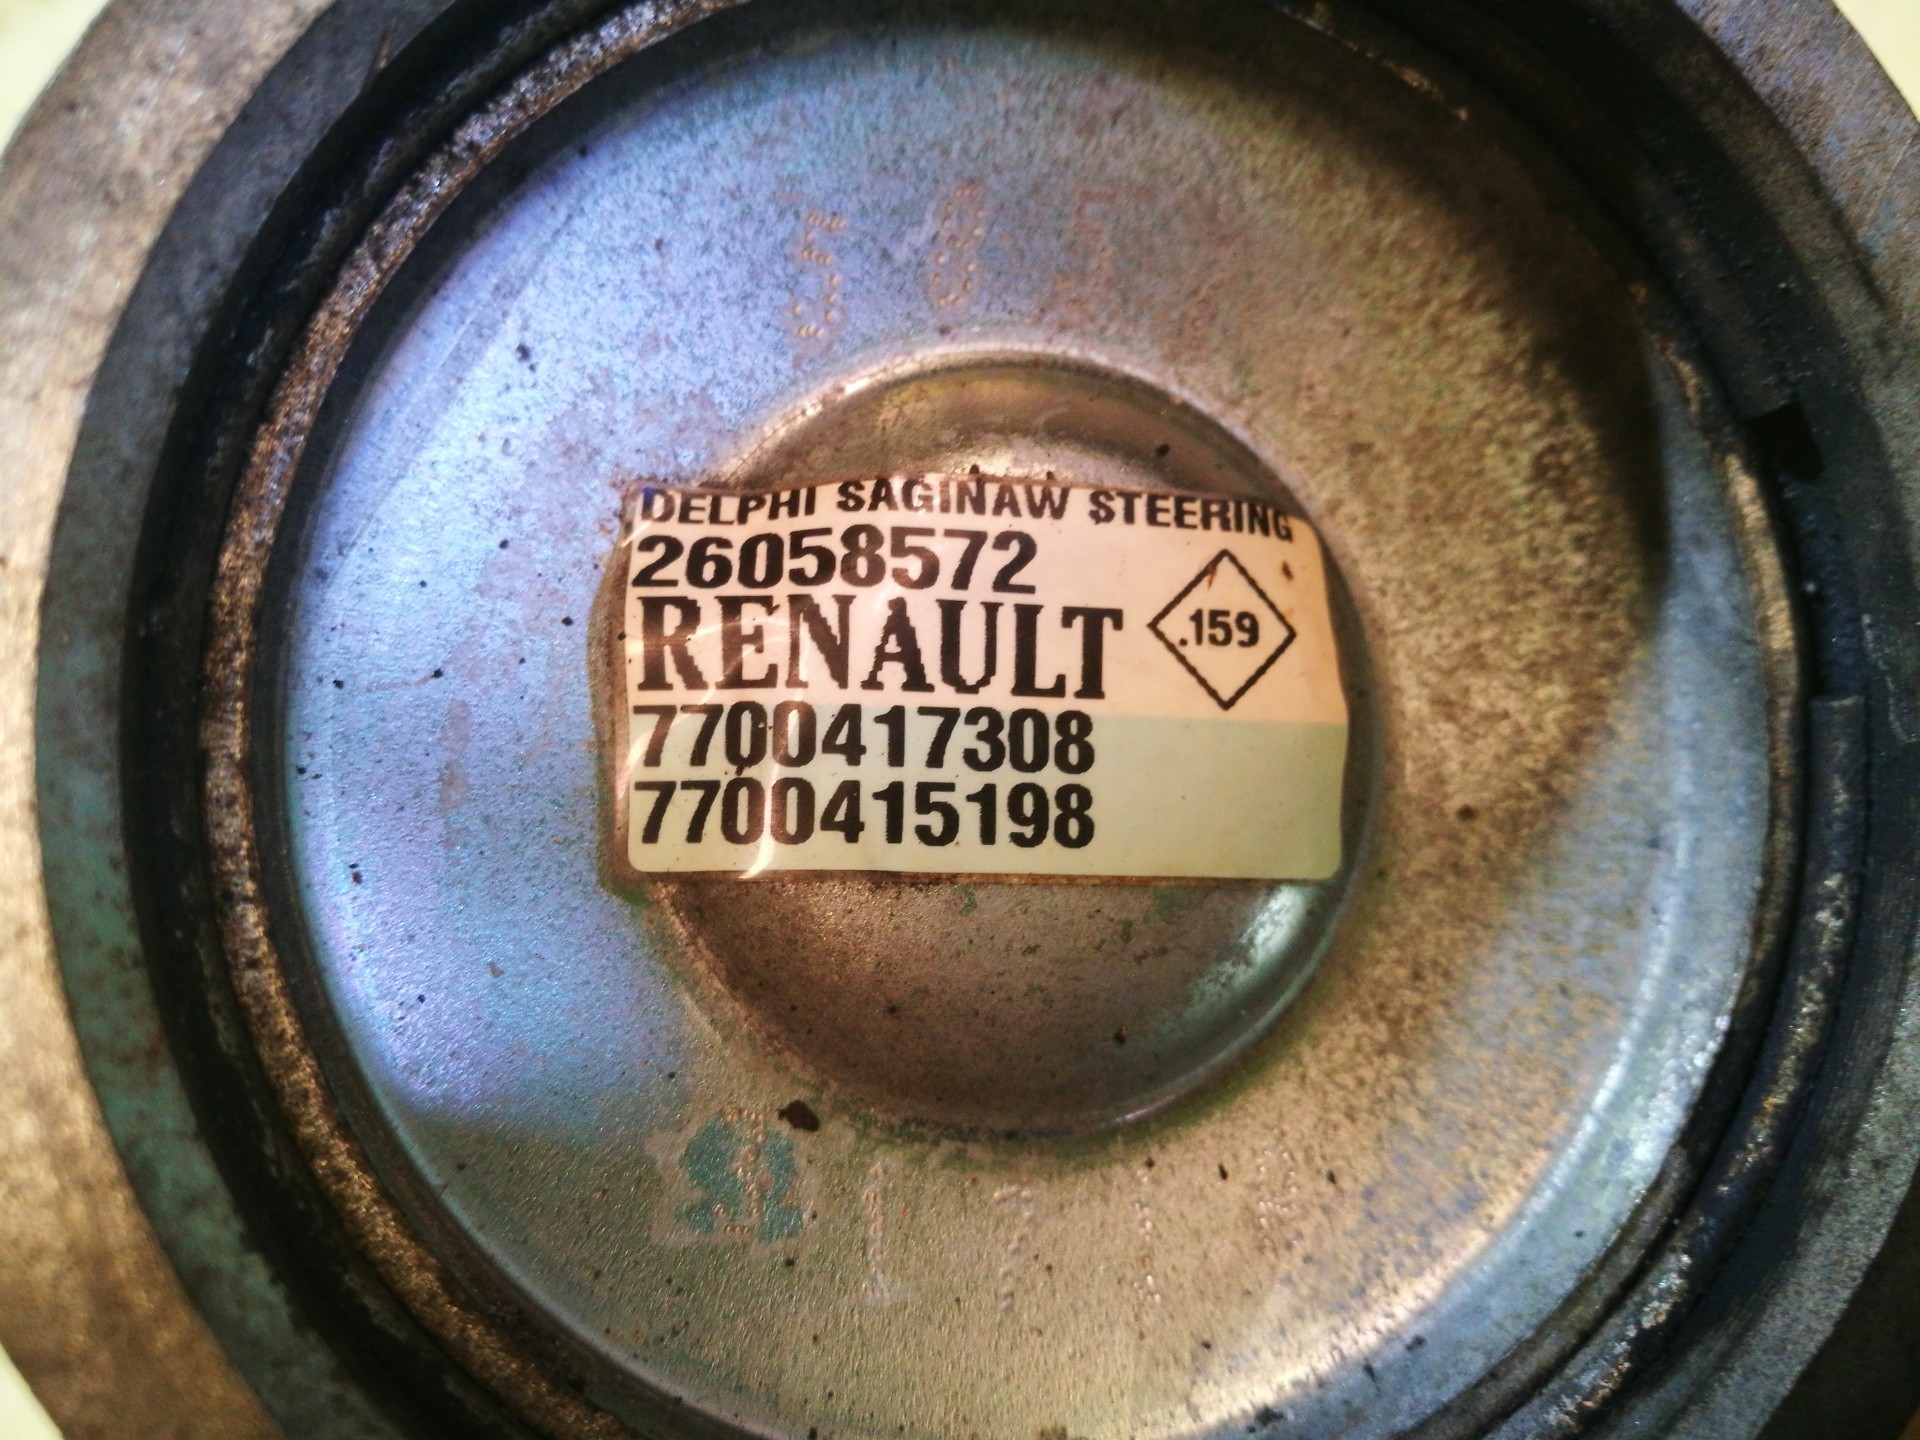 DELPHI SAGINAW STEERING
26058572
RENAULT
.159
7700417308
7700415198